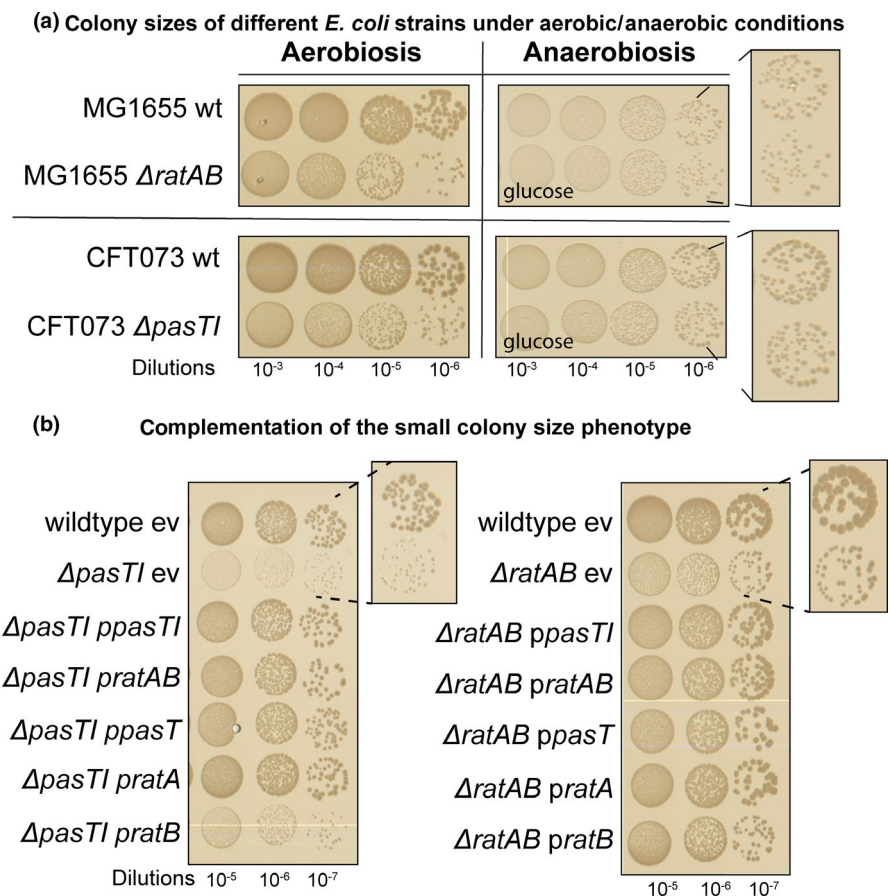 (a) Colony sizes of different E. coli strains under aerobic/anaerobic conditions
Aerobiosis Anaerobiosis
MG1655 wt
MG1655 ΔratAB
glucose
CFT073 wt
CFT073 ΔpasTI
glucose
Dilutions 10-3 10-4 10-5 10-6 10-3 10-4 10-5 10-6
(b) Complementation of the small colony size phenotype
wildtype ev
ΔpasTI ev
ΔpasTI ppasTI
ΔpasTI pratAB
ΔpasTI ppasT
ΔpasTI pratA
ΔpasTI pratB
Dilutions 10-5 10-6 10-7
wildtype ev
ΔratAB ev
ΔratAB ppasTI
ΔratAB pratAB
ΔratAB ppasT
ΔratAB pratA
ΔratAB pratB
10-5 10-6 10-7